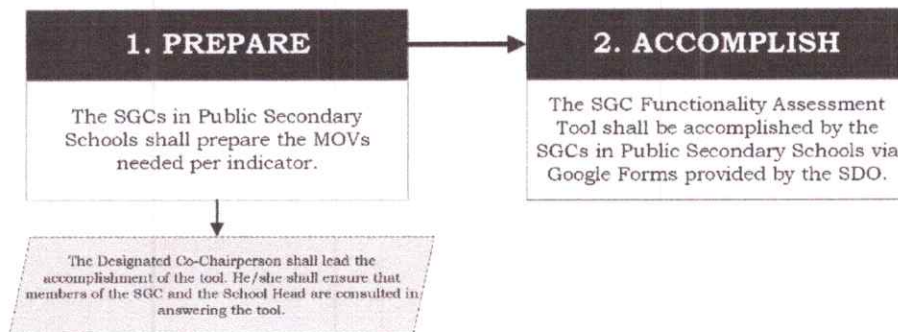 1. PREPARE
The SGCs in Public Secondary
Schools shall prepare the MOVs
needed per indicator.
The Designated Co-Chairperson shall lead the
accomplishment of the tool. He/she shall ensure that
members of the SGC and the School Head are consulted in
answering the tool.
2. ACCOMPLISH
The SGC Functionality Assessment
Tool shall be accomplished by the
SGCs in Public Secondary Schools via
Google Forms provided by the SDO.